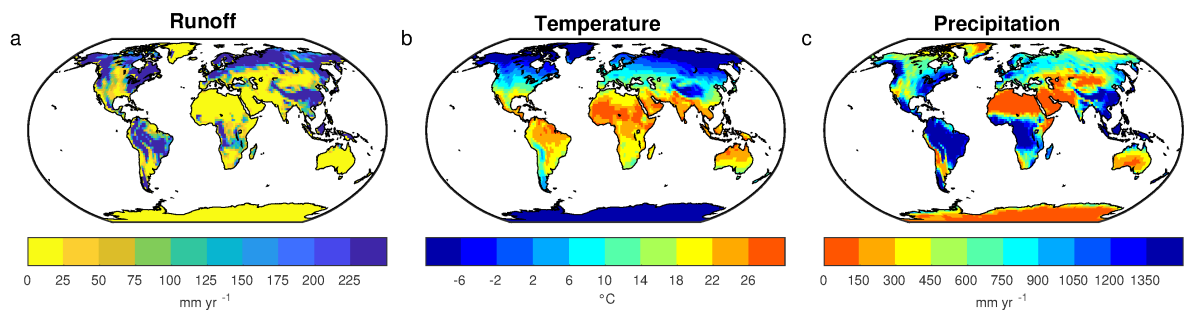 a
Runoff
b
Temperature
c
Precipitation
0 25 50 75 100 125 150 175 200 225
mm yr -1
-6 -2 2 6 10 14 18 22 26
°C
0 150 300 450 600 750 900 1050 1200 1350
mm yr -1